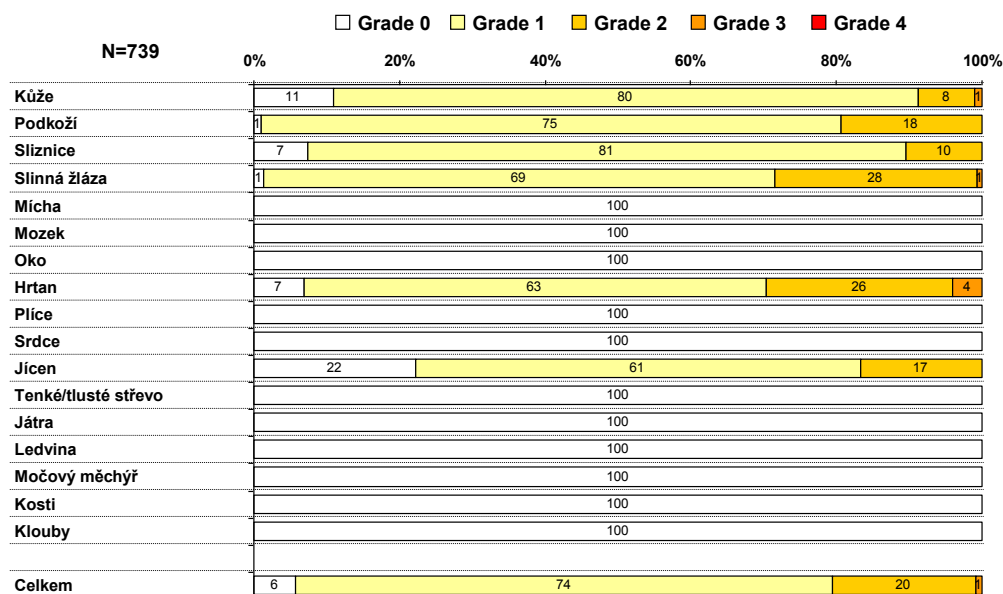 Grade 0 Grade 1 Grade 2 Grade 3 Grade 4
N=739
0% 20% 40% 60% 80% 100%
Kůže 11 80 8 1
Podkoží 1 75 18
Sliznice 7 81 10
Slinná žláza 1 69 28 1
Mícha 100
Mozek 100
Oko 100
Hrtan 7 63 26 4
Plíce 100
Srdce 100
Jícen 22 61 17
Tenké/tlusté střevo 100
Játra 100
Ledvina 100
Močový měchýř 100
Kosti 100
Klouby 100
Celkem 6 74 20 1